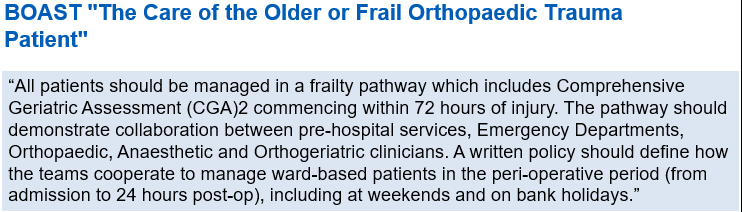 BOAST "The Care of the Older or Frail Orthopaedic Trauma
Patient"
“All patients should be managed in a frailty pathway which includes Comprehensive
Geriatric Assessment (CGA)2 commencing within 72 hours of injury. The pathway should
demonstrate collaboration between pre-hospital services, Emergency Departments,
Orthopaedic, Anaesthetic and Orthogeriatric clinicians. A written policy should define how
the teams cooperate to manage ward-based patients in the peri-operative period (from
admission to 24 hours post-op), including at weekends and on bank holidays.”